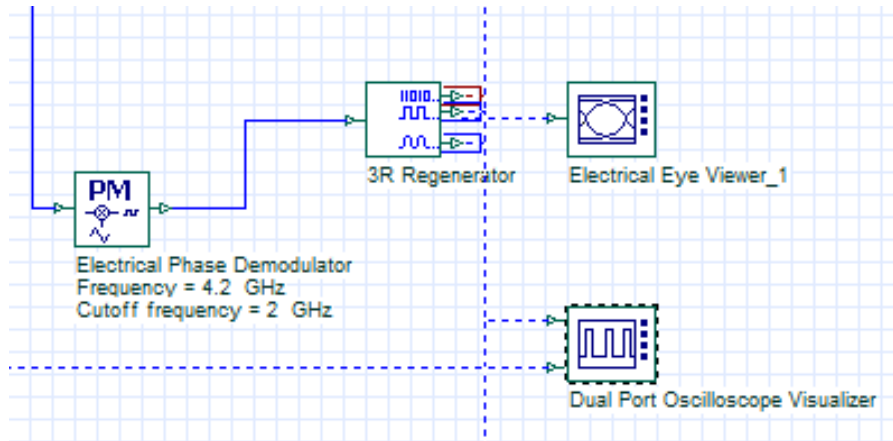 11010..
3R Regenerator
Electrical Eye Viewer_1
PM
Electrical Phase Demodulator
Frequency = 4.2 GHz
Cutoff frequency = 2 GHz
Dual Port Oscilloscope Visualizer